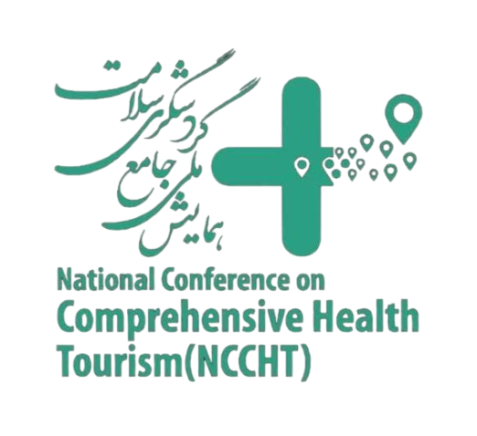 همایش ملی جامع
گردشگری سلامت
National Conference on
Comprehensive Health
Tourism(NCCHT)